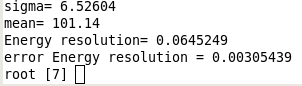 sigma= 6.52604
mean= 101.14
Energy resolution= 0.0645249
error Energy resolution = 0.00305439
root [7]